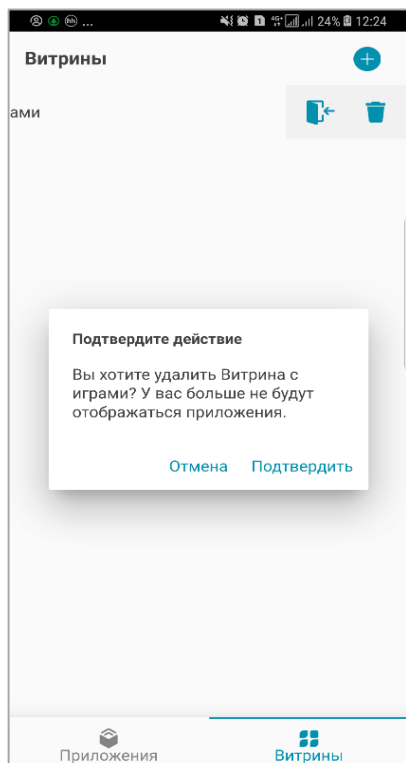 ... 24% 12:24
Витрины
ами
Подтвердите действие
Вы хотите удалить Витрина с
играми? У вас больше не будут
отображаться приложения.
Отмена Подтвердить
Приложения Витрины